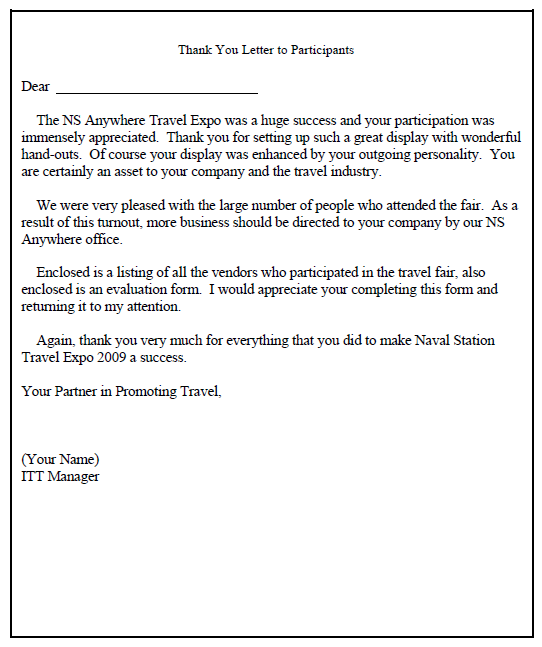 Thank You Letter to Participants
Dear ____________________________
The NS Anywhere Travel Expo was a huge success and your participation was
immensely appreciated. Thank you for setting up such a great display with wonderful
hand-outs. Of course your display was enhanced by your outgoing personality. You
are certainly an asset to your company and the travel industry.
We were very pleased with the large number of people who attended the fair. As a
result of this turnout, more business should be directed to your company by our NS
Anywhere office.
Enclosed is a listing of all the vendors who participated in the travel fair, also
enclosed is an evaluation form. I would appreciate your completing this form and
returning it to my attention.
Again, thank you very much for everything that you did to make Naval Station
Travel Expo 2009 a success.
Your Partner in Promoting Travel,
(Your Name)
ITT Manager